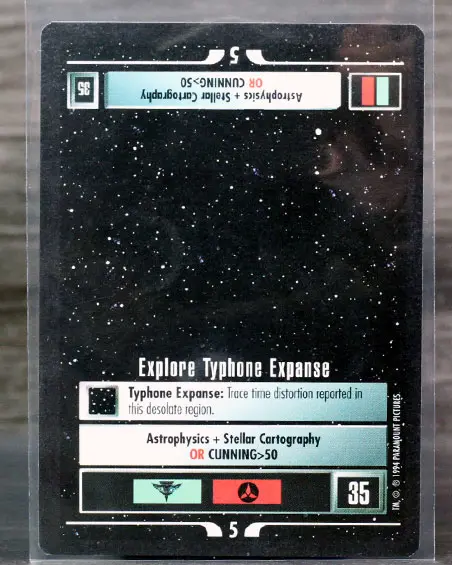 5
Astrophysics + Stellar Cartography
OR CUNNING>50
35
Explore Typhone Expanse
Typhone Expanse: Trace time distortion reported in
this desolate region.
Astrophysics + Stellar Cartography
OR CUNNING>50
35
5
TM, ©, ® 1994 PARAMOUNT PICTURES